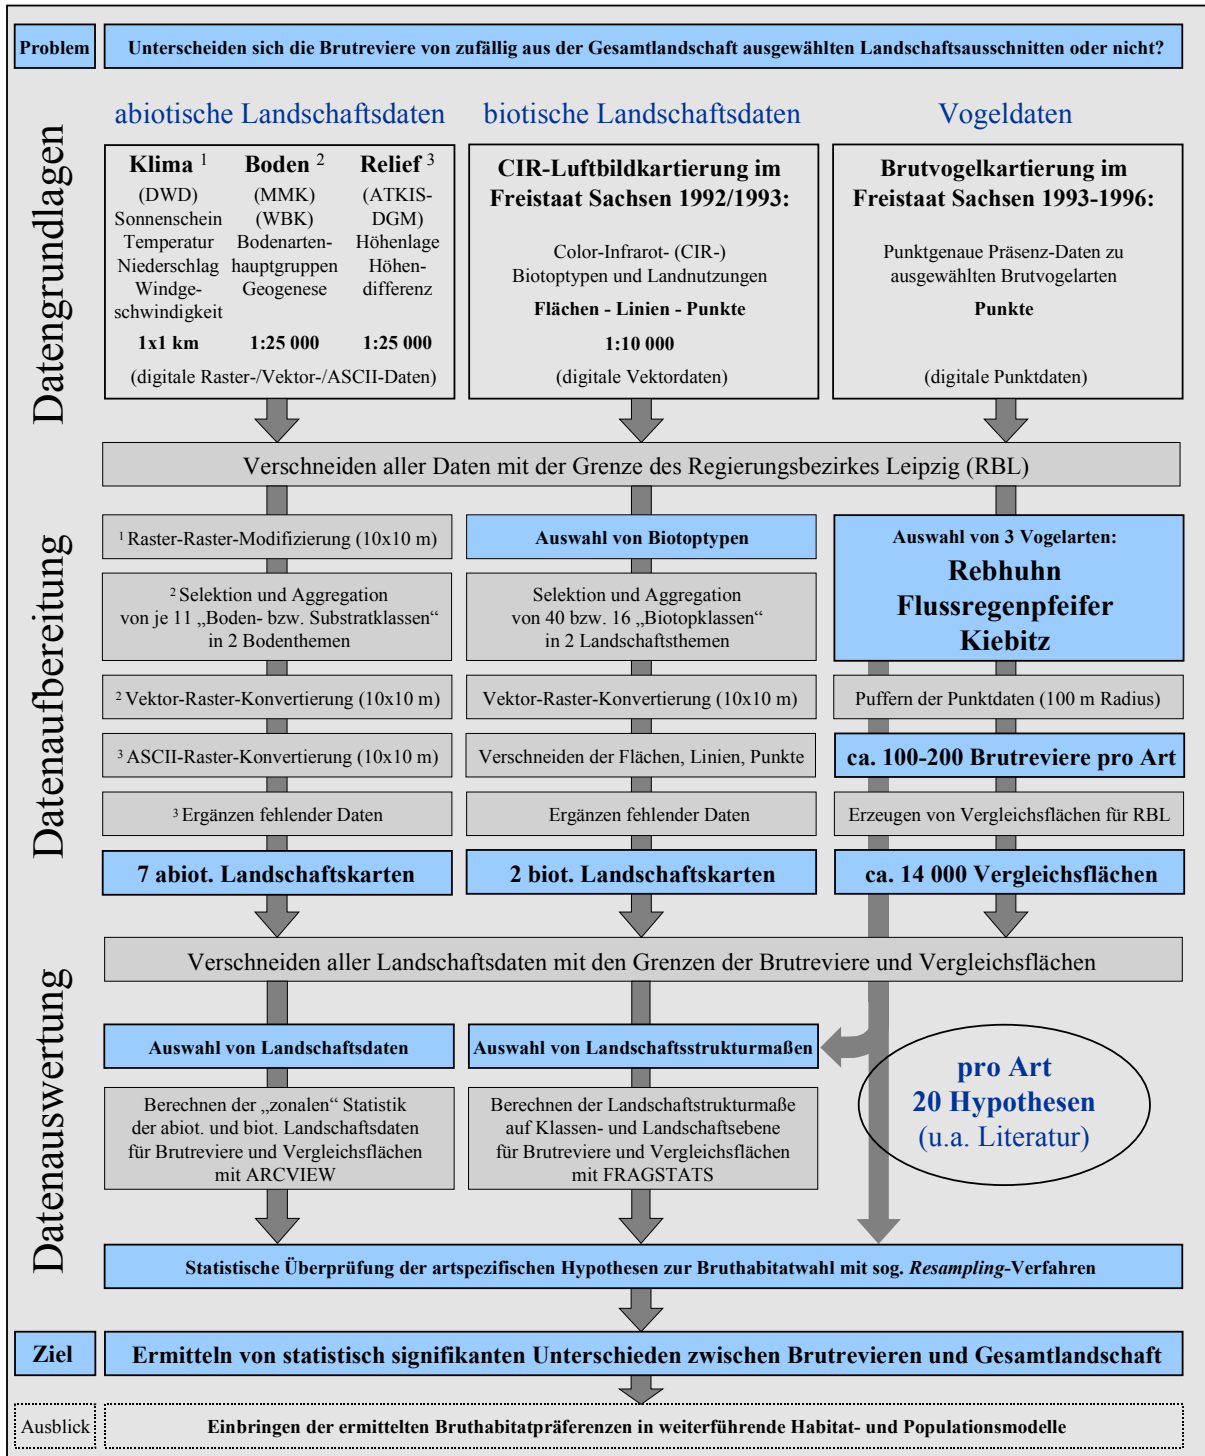 Problem
Unterscheiden sich die Brutreviere von zufällig aus der Gesamtlandschaft ausgewählten Landschaftsausschnitten oder nicht?
Datengrundlagen
abiotische Landschaftsdaten
Klima ¹
(DWD)
Sonnenschein
Temperatur
Niederschlag
Windge-
schwindigkeit
1x1 km
Boden ²
(MMK)
(WBK)
Bodenarten-
hauptgruppen
Geogenese
1:25 000
Relief ³
(ATKIS-
DGM)
Höhenlage
Höhen-
differenz
1:25 000
(digitale Raster-/Vektor-/ASCII-Daten)
biotische Landschaftsdaten
CIR-Luftbildkartierung im
Freistaat Sachsen 1992/1993:
Color-Infrarot- (CIR-)
Biotoptypen und Landnutzungen
Flächen - Linien - Punkte
1:10 000
(digitale Vektordaten)
Vogeldaten
Brutvogelkartierung im
Freistaat Sachsen 1993-1996:
Punktgenaue Präsenz-Daten zu
ausgewählten Brutvogelarten
Punkte
(digitale Punktdaten)
Verschneiden aller Daten mit der Grenze des Regierungsbezirkes Leipzig (RBL)
Datenaufbereitung
¹ Raster-Raster-Modifizierung (10x10 m)
² Selektion und Aggregation
von je 11 „Boden- bzw. Substratklassen“
in 2 Bodenthemen
² Vektor-Raster-Konvertierung (10x10 m)
³ ASCII-Raster-Konvertierung (10x10 m)
³ Ergänzen fehlender Daten
7 abiot. Landschaftskarten
Auswahl von Biotoptypen
Selektion und Aggregation
von 40 bzw. 16 „Biotopklassen“
in 2 Landschaftsthemen
Vektor-Raster-Konvertierung (10x10 m)
Verschneiden der Flächen, Linien, Punkte
Ergänzen fehlender Daten
2 biot. Landschaftskarten
Auswahl von 3 Vogelarten:
Rebhuhn
Flussregenpfeifer
Kiebitz
Puffern der Punktdaten (100 m Radius)
ca. 100-200 Brutreviere pro Art
Erzeugen von Vergleichsflächen für RBL
ca. 14 000 Vergleichsflächen
Datenauswertung
Verschneiden aller Landschaftsdaten mit den Grenzen der Brutreviere und Vergleichsflächen
Auswahl von Landschaftsdaten
Berechnen der „zonalen“ Statistik
der abiot. und biot. Landschaftsdaten
für Brutreviere und Vergleichsflächen
mit ARCVIEW
Auswahl von Landschaftsstrukturmaßen
Berechnen der Landschaftstrukturmaße
auf Klassen- und Landschaftsebene
für Brutreviere und Vergleichsflächen
mit FRAGSTATS
pro Art
20 Hypothesen
(u.a. Literatur)
Statistische Überprüfung der artspezifischen Hypothesen zur Bruthabitatwahl mit sog. Resampling-Verfahren
Ziel
Ermitteln von statistisch signifikanten Unterschieden zwischen Brutrevieren und Gesamtlandschaft
Ausblick
Einbringen der ermittelten Bruthabitatpräferenzen in weiterführende Habitat- und Populationsmodelle